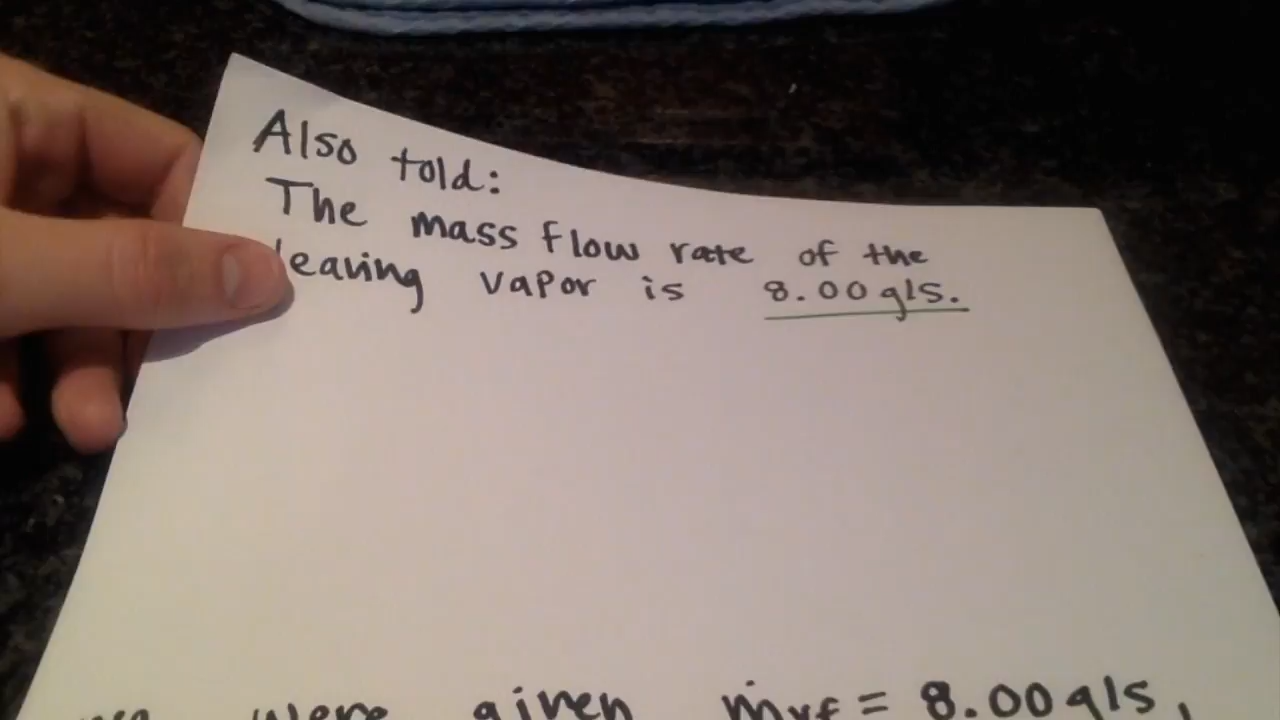 Also told:
The mass flow rate of the
leaving vapor is 8.00 g/s.
were given ṁvf = 8.00 g/s,